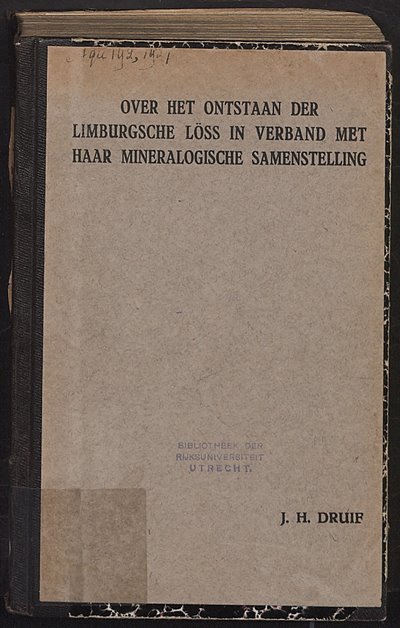 OVER HET ONTSTAAN DER
LIMBURGSCHE LÖSS IN VERBAND MET
HAAR MINERALOGISCHE SAMENSTELLING
BIBLIOTHEEK DER
RIJKSUNIVERSITEIT
UTRECHT.
J. H. DRUIF